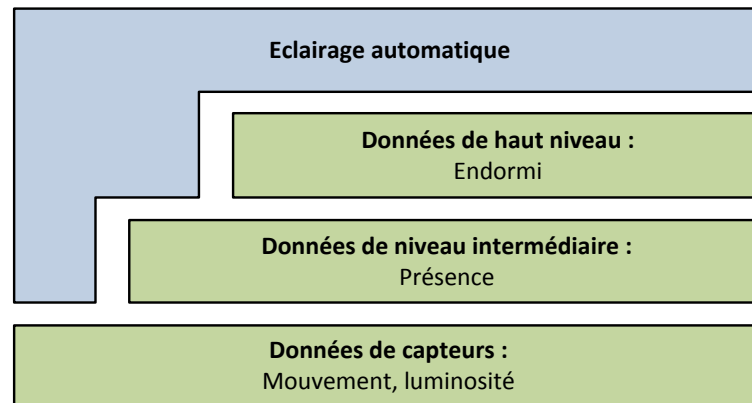 Eclairage automatique
Données de haut niveau :
Endormi
Données de niveau intermédiaire :
Présence
Données de capteurs :
Mouvement, luminosité